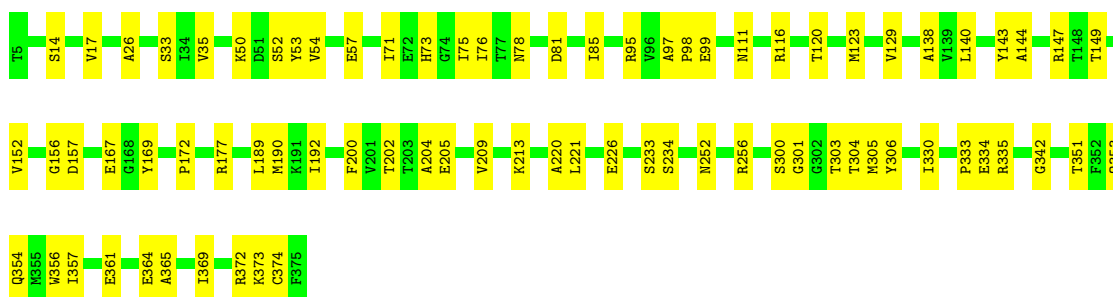 T5 S14 V17 A26 S33 I34 V35 K50 D51 S52 Y53 V54 E57 I71 E72 H73 G74 I75 I76 T77 N78 D81 I85 R95 V96 A97 P98 E99 N111 R116 T120 M123 V129 A138 V139 L140 Y143 A144 R147 T148 T149
V152 G156 D157 E167 G168 Y169 P172 R177 L189 M190 K191 I192 F200 V201 T202 T203 A204 E205 V209 K213 A220 L221 E226 S233 S234 N252 R256 S300 G301 G302 T303 T304 M305 Y306 I330 P333 E334 R335 G342 T351 F352
Q354 M355 W356 I357 E361 E364 A365 I369 R372 K373 C374 F375